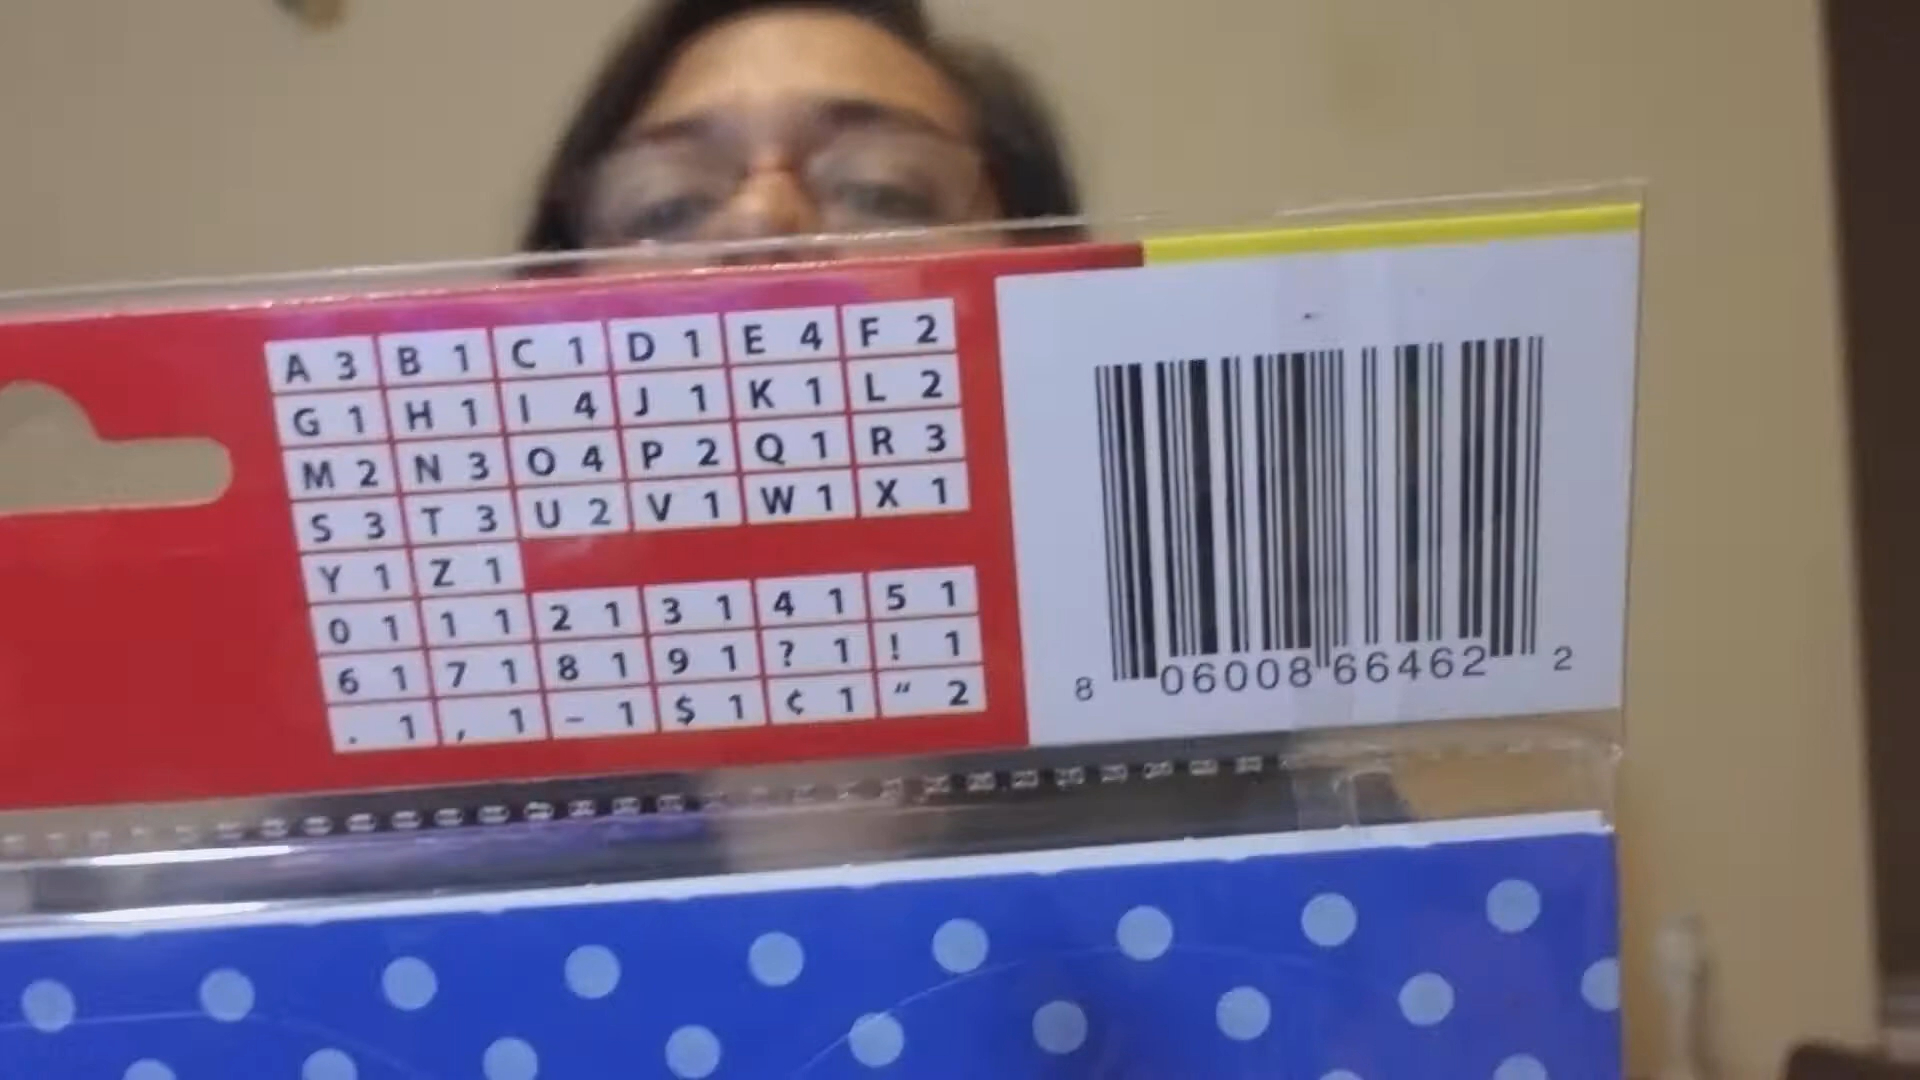 A 3 B 1 C 1 D 1 E 4 F 2
G 1 H 1 I 4 J 1 K 1 L 2
M 2 N 3 O 4 P 2 Q 1 R 3
S 3 T 3 U 2 V 1 W 1 X 1
Y 1 Z 1
0 1 1 1 2 1 3 1 4 1 5 1
6 1 7 1 8 1 9 1 ? 1 ! 1
. 1 , 1 – 1 $ 1 ¢ 1 “ 2
8 06008 66462 2